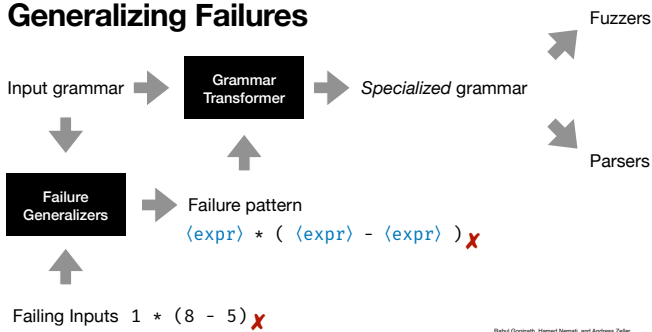 Generalizing Failures
Fuzzers
Input grammar
Grammar
Transformer
Specialized grammar
Parsers
Failure
Generalizers
Failure pattern
⟨expr⟩ * ( ⟨expr⟩ - ⟨expr⟩ ) ✘
Failing Inputs 1 * (8 - 5) ✘
Rahul Gopinath, Hamed Nemati, and Andreas Zeller